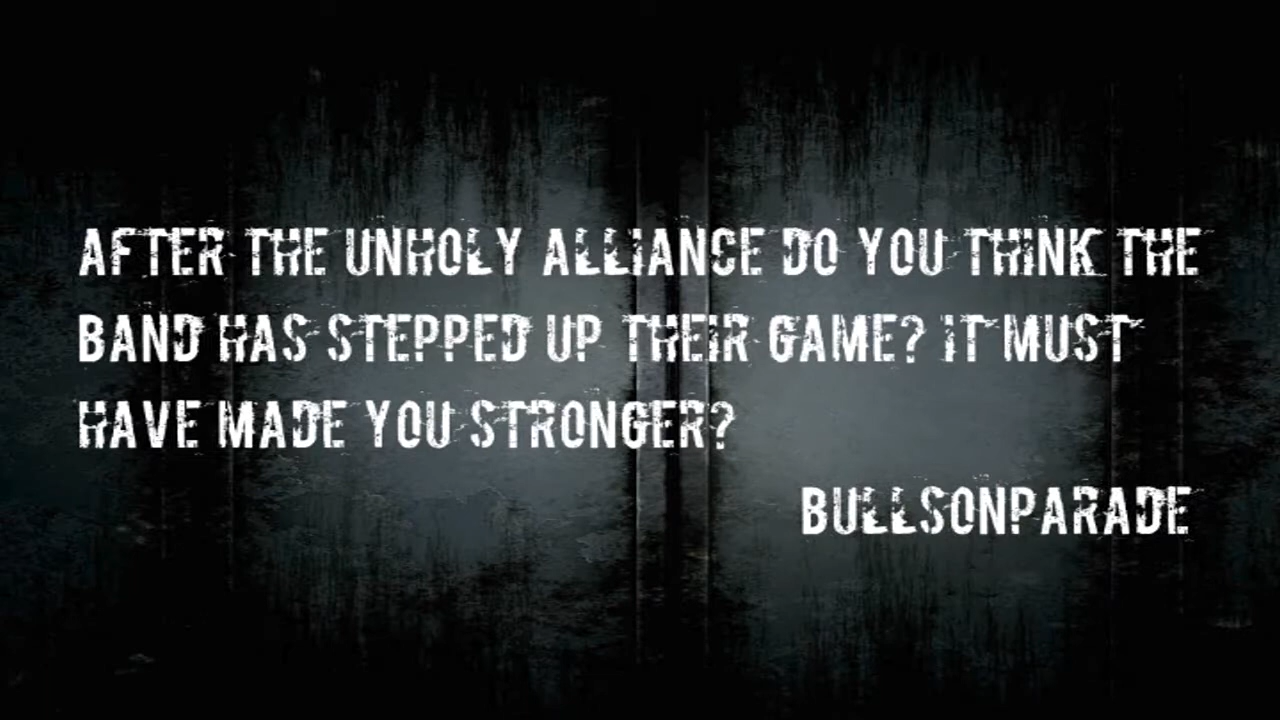 AFTER THE UNHOLY ALLIANCE DO YOU THINK THE
BAND HAS STEPPED UP THEIR GAME? IT MUST
HAVE MADE YOU STRONGER?
BULLSONPARADE